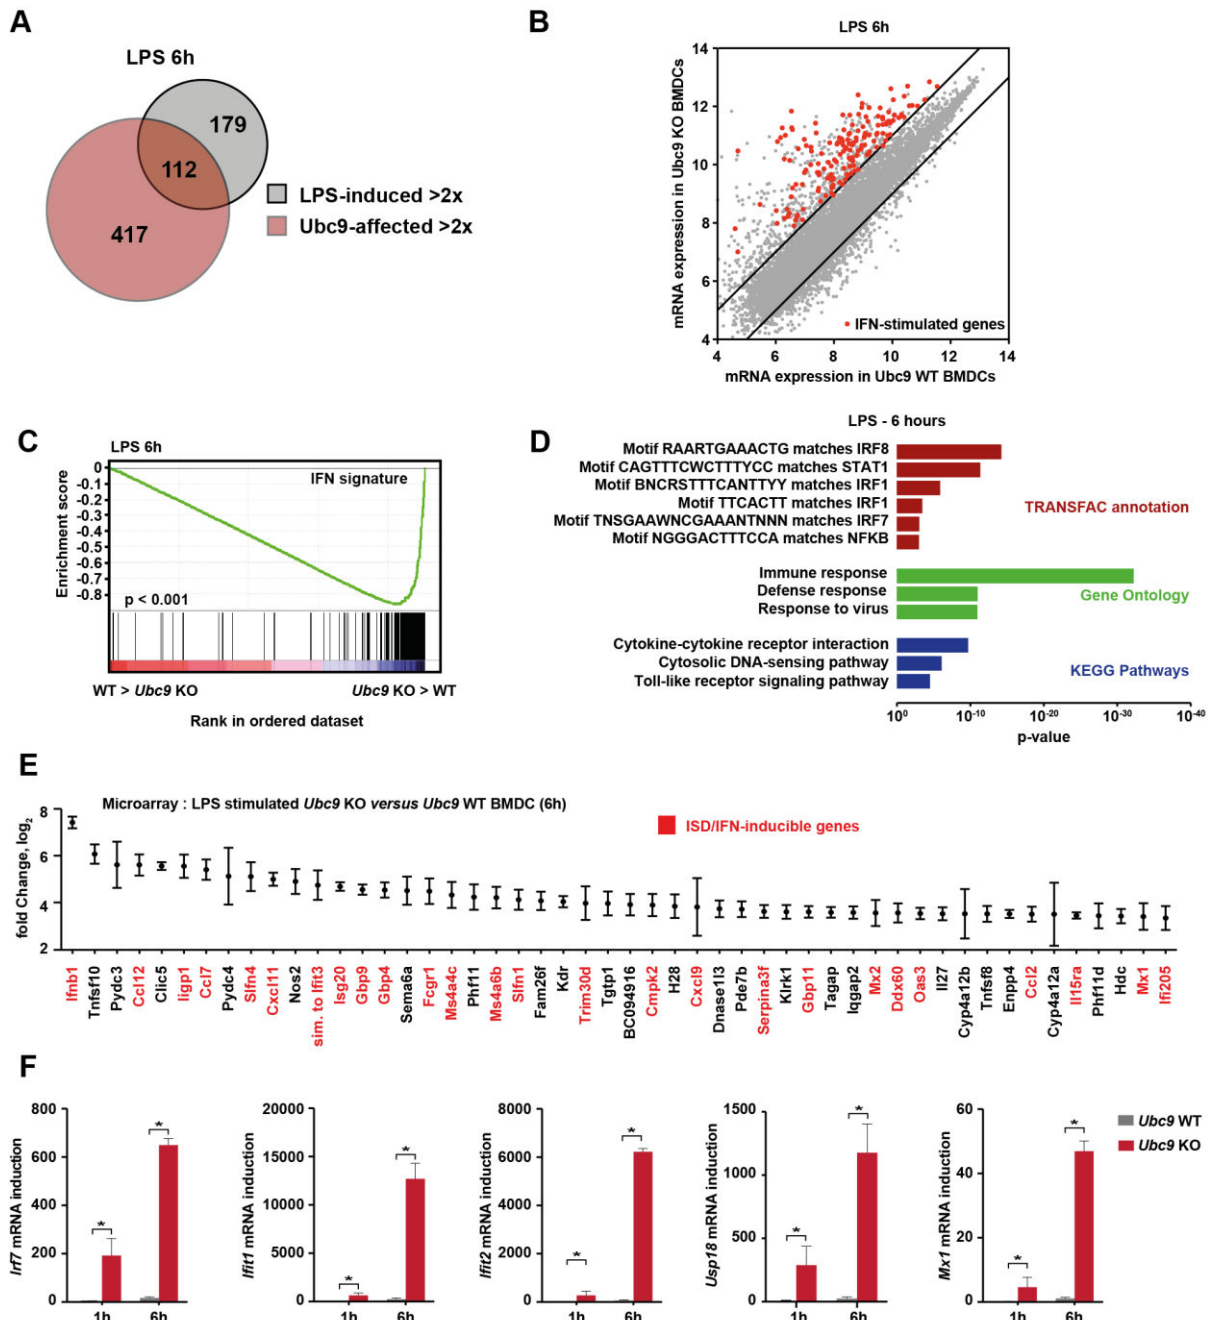 A
LPS 6h
179
112
417
LPS-induced >2x
Ubc9-affected >2x
B
LPS 6h
mRNA expression in Ubc9 KO BMDCs
14
12
10
8
6
4
IFN-stimulated genes
4 6 8 10 12 14
mRNA expression in Ubc9 WT BMDCs
C
LPS 6h
Enrichment score
0
-0.1
-0.2
-0.3
-0.4
-0.5
-0.6
-0.7
-0.8
IFN signature
p < 0.001
WT > Ubc9 KO
Ubc9 KO > WT
Rank in ordered dataset
D
LPS - 6 hours
Motif RAARTGAAACTG matches IRF8
Motif CAGTTTCWCTTTYCC matches STAT1
Motif BNCRSTTTCANTTYY matches IRF1
Motif TTCACTT matches IRF1
Motif TNSGAAWNCGAAANTNNN matches IRF7
Motif NGGGACTTTCCA matches NFKB
TRANSFAC annotation
Immune response
Defense response
Response to virus
Gene Ontology
Cytokine-cytokine receptor interaction
Cytosolic DNA-sensing pathway
Toll-like receptor signaling pathway
KEGG Pathways
10⁰ 10⁻¹⁰ 10⁻²⁰ 10⁻³⁰ 10⁻⁴⁰
p-value
E
Microarray : LPS stimulated Ubc9 KO versus Ubc9 WT BMDC (6h)
ISD/IFN-inducible genes
fold Change, log₂
8
6
4
2
Ifnb1
Tnfsf10
Pydc3
Ccl12
Clic5
Iigp1
Ccl7
Pydc4
Slfn4
Cxcl11
Nos2
sim. to Ifit3
Isg20
Gbp9
Gbp4
Sema6a
Fcgr1
Ms4a4c
Phf11
Ms4a6b
Slfn1
Fam26f
Kdr
Trim30d
Tgtp1
BC094916
Cmpk2
H28
Cxcl9
Dnase1l3
Pde7b
Serpina3f
Klrk1
Gbp11
Tagap
Iqgap2
Mx2
Ddx60
Oas3
Il27
Cyp4a12b
Tnfsf8
Enpp4
Ccl2
Cyp4a12a
Il15ra
Phf11d
Hdc
Mx1
Ifi205
F
Irf7 mRNA induction
800
600
400
200
0
*
*
1h 6h
Ifit1 mRNA induction
20000
15000
10000
5000
0
*
*
1h 6h
Ifit2 mRNA induction
8000
6000
4000
2000
0
*
*
1h 6h
Usp18 mRNA induction
1500
1000
500
0
*
*
1h 6h
Mx1 mRNA induction
60
40
20
0
*
*
1h 6h
Ubc9 WT
Ubc9 KO